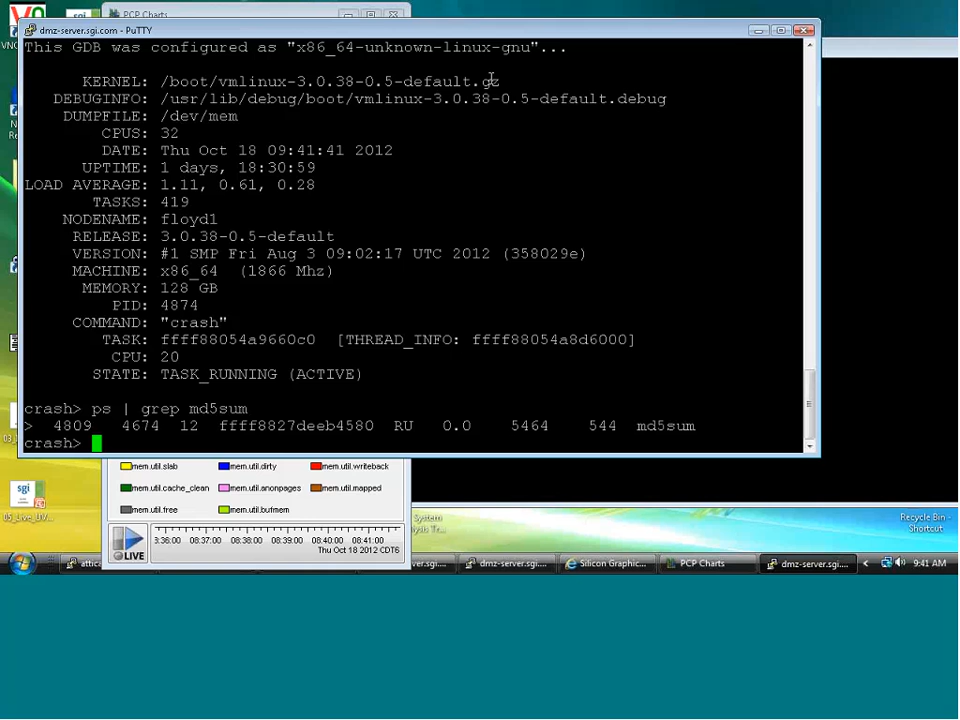 sgi
PCP Charts
dmz-server.sgi.com - PuTTY
This GDB was configured as "x86_64-unknown-linux-gnu"...
KERNEL: /boot/vmlinux-3.0.38-0.5-default.gz
DEBUGINFO: /usr/lib/debug/boot/vmlinux-3.0.38-0.5-default.debug
DUMPFILE: /dev/mem
CPUS: 32
DATE: Thu Oct 18 09:41:41 2012
UPTIME: 1 days, 18:30:59
LOAD AVERAGE: 1.11, 0.61, 0.28
TASKS: 419
NODENAME: floyd1
RELEASE: 3.0.38-0.5-default
VERSION: #1 SMP Fri Aug 3 09:02:17 UTC 2012 (358029e)
MACHINE: x86_64 (1866 Mhz)
MEMORY: 128 GB
PID: 4874
COMMAND: "crash"
TASK: ffff88054a9660c0 [THREAD_INFO: ffff88054a8d6000]
CPU: 20
STATE: TASK_RUNNING (ACTIVE)
crash> ps | grep md5sum
> 4809 4674 12 ffff8827deeb4580 RU 0.0 5464 544 md5sum
crash>
mem.util.slab mem.util.dirty mem.util.writeback
mem.util.cache_clean mem.util.anonpages mem.util.mapped
mem.util.free mem.util.bufmem
sgi
LIVE
3:36:00 08:37:00 08:38:00 08:39:00 08:40:00 08:41:00
Thu Oct 18 2012 CDT6
System
Recycle Bin -
Shortcut
attica
dmz-server.sgi....
Silicon Graphic...
PCP Charts
dmz-server.sgi....
9:41 AM